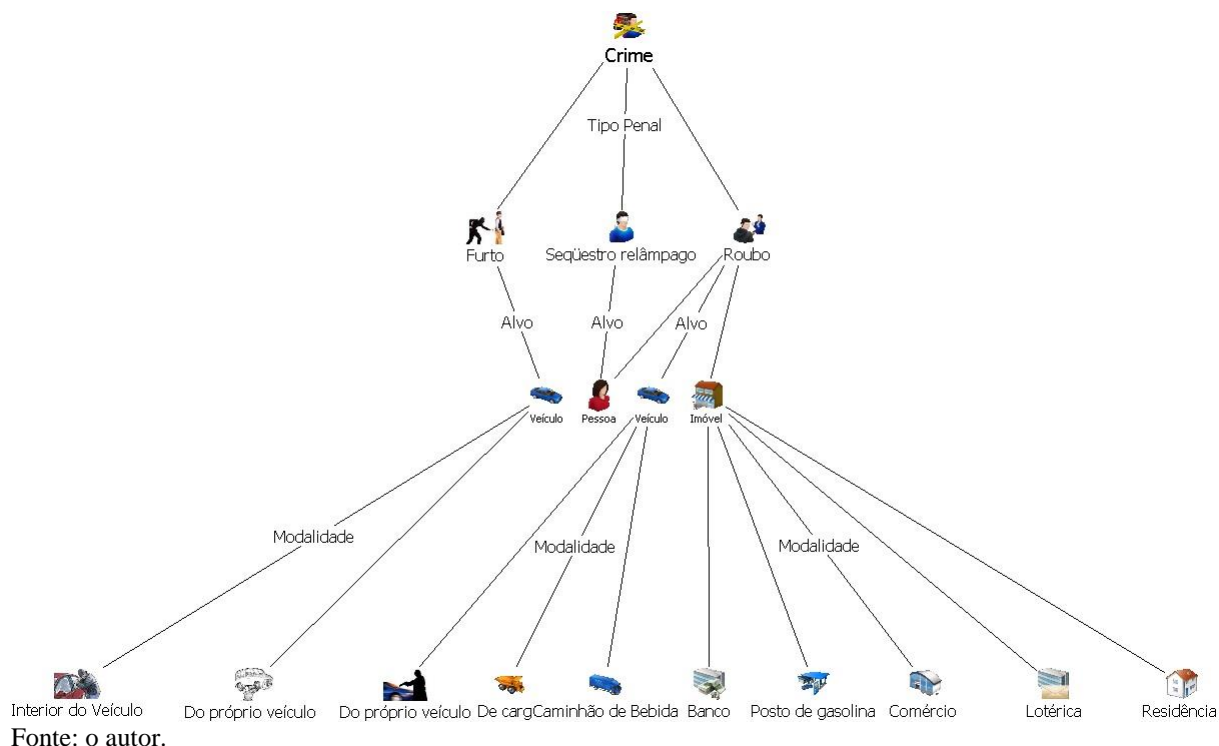 Crime
Tipo Penal
Furto
Seqüestro relâmpago
Roubo
Alvo
Alvo
Alvo
Veículo
Pessoa
Veículo
Imóvel
Modalidade
Modalidade
Modalidade
Interior do Veículo
Do próprio veículo
Do próprio veículo
De carg
Caminhão de Bebida
Banco
Posto de gasolina
Comércio
Lotérica
Residência
Fonte: o autor.